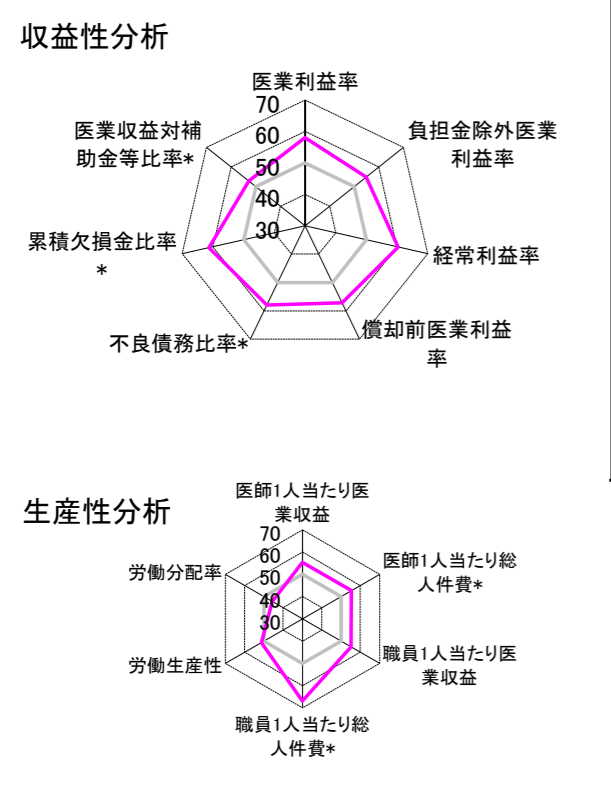 収益性分析
医業利益率
70
60
50
40
30
負担金除外医業
利益率
経常利益率
償却前医業利益
率
不良債務比率*
累積欠損金比率
*
医業収益対補
助金等比率*
生産性分析
医師1人当たり医
業収益
70
60
50
40
30
医師1人当たり総
人件費*
職員1人当たり医
業収益
職員1人当たり総
人件費*
労働生産性
労働分配率